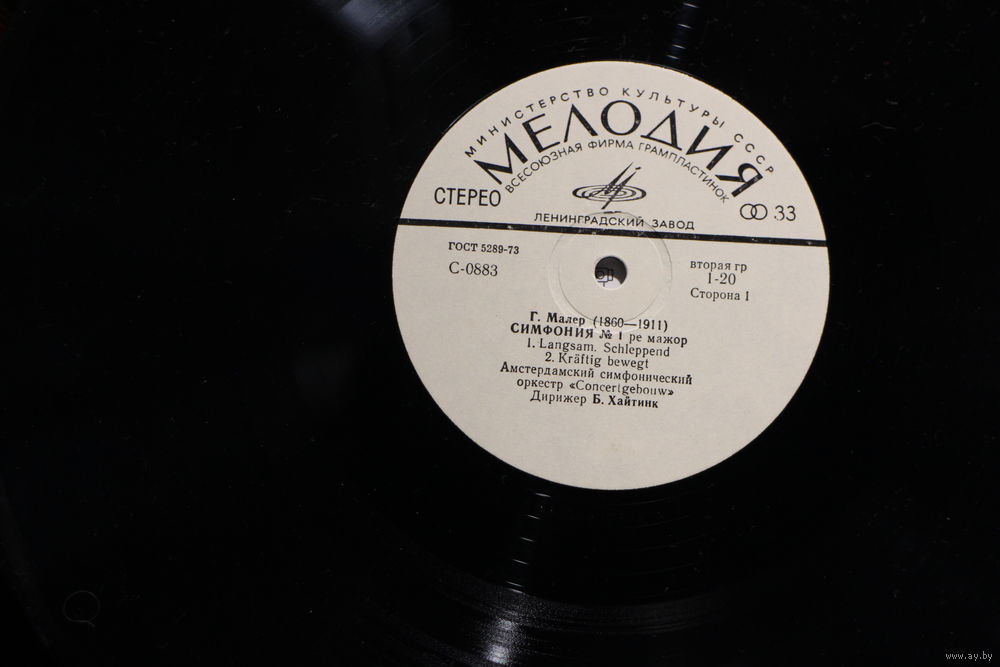 МИНИСТЕРСТВО КУЛЬТУРЫ СССР
МЕЛОДИЯ
ВСЕСОЮЗНАЯ ФИРМА ГРАМПЛАСТИНОК
СТЕРЕО
33
ЛЕНИНГРАДСКИЙ ЗАВОД
ГОСТ 5289-73
С-0883
вторая гр
1-20
Сторона 1
Г. Малер (1860—1911)
СИМФОНИЯ № 1 ре мажор
1. Langsam. Schleppend
2. Kräftig bewegt
Амстердамский симфонический
оркестр «Concertgebouw»
Дирижер Б. Хайтинк
www.ay.by